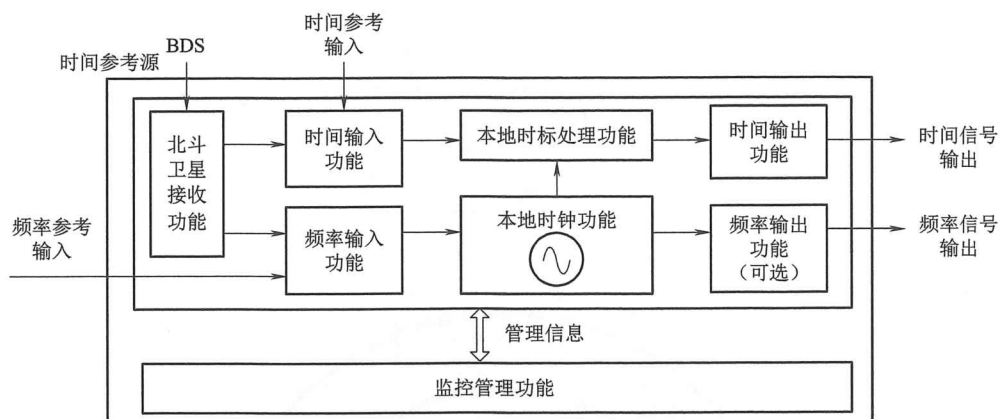 BDS
时间参考源
时间参考
输入
北斗
卫星
接收
功能
时间输入
功能
本地时标处理功能
时间输出
功能
时间信号
输出
频率参考
输入
频率输入
功能
本地时钟功能
频率输出
功能
（可选）
频率信号
输出
管理信息
监控管理功能